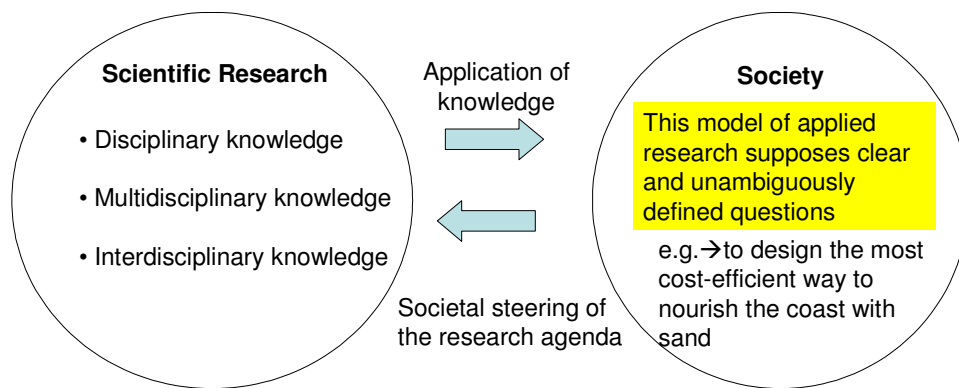 Scientific Research
• Disciplinary knowledge
• Multidisciplinary knowledge
• Interdisciplinary knowledge
Application of
knowledge
Societal steering of
the research agenda
Society
This model of applied
research supposes clear
and unambiguously
defined questions
e.g.→to design the most
cost-efficient way to
nourish the coast with
sand